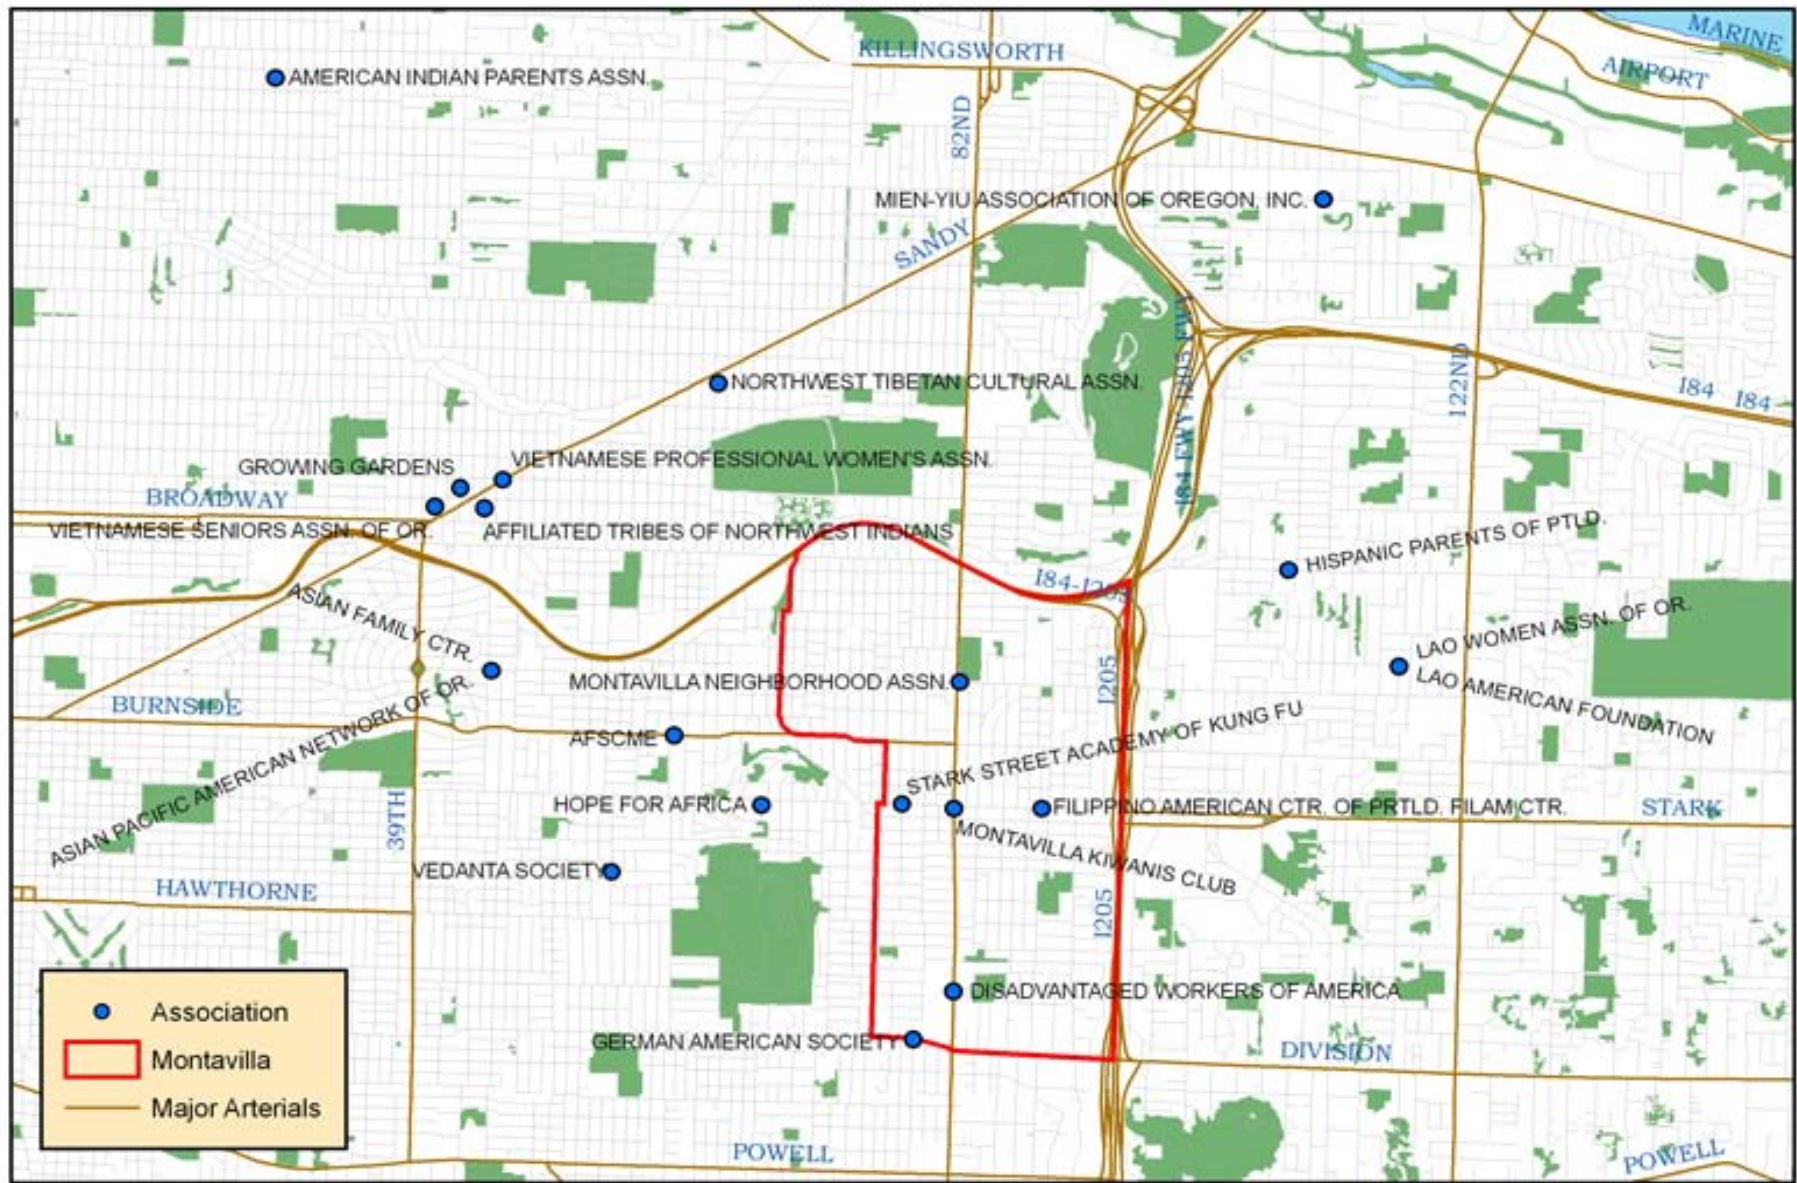 MARINE
KILLINGSWORTH
AIRPORT
AMERICAN INDIAN PARENTS ASSN.
82ND
MIEN-YIU ASSOCIATION OF OREGON, INC.
SANDY
I84 FWY I205 FWY
122ND
NORTHWEST TIBETAN CULTURAL ASSN.
I84 I84
VIETNAMESE PROFESSIONAL WOMEN'S ASSN.
GROWING GARDENS
BROADWAY
VIETNAMESE SENIORS ASSN. OF OR.
AFFILIATED TRIBES OF NORTHWEST INDIANS
HISPANIC PARENTS OF PTLD.
I84-I205
ASIAN FAMILY CTR.
LAO WOMEN ASSN. OF OR.
LAO AMERICAN FOUNDATION
MONTAVILLA NEIGHBORHOOD ASSN.
I205
BURNSIDE
ASIAN PACIFIC AMERICAN NETWORK OF OR.
AFSCME
STARK STREET ACADEMY OF KUNG FU
HOPE FOR AFRICA
FILIPPINO AMERICAN CTR. OF PRTLD. FILAM CTR.
STARK
39TH
MONTAVILLA KIWANIS CLUB
VEDANTA SOCIETY
HAWTHORNE
I205
DISADVANTAGED WORKERS OF AMERICA
GERMAN AMERICAN SOCIETY
DIVISION
Association
Montavilla
Major Arterials
POWELL
POWELL